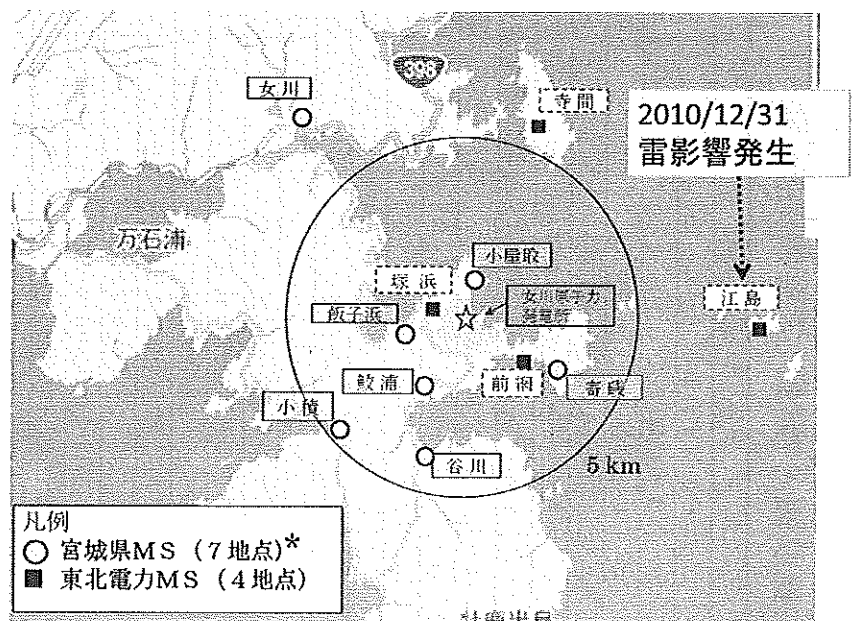 398
女川
寺間
2010/12/31
雷影響発生
万石浦
小屋取
塚浜
江島
女川原子力
発電所
飯子浜
鮫浦
前網
寄磯
小積
谷川
5 km
凡例
宮城県MS（7地点）*
東北電力MS（4地点）